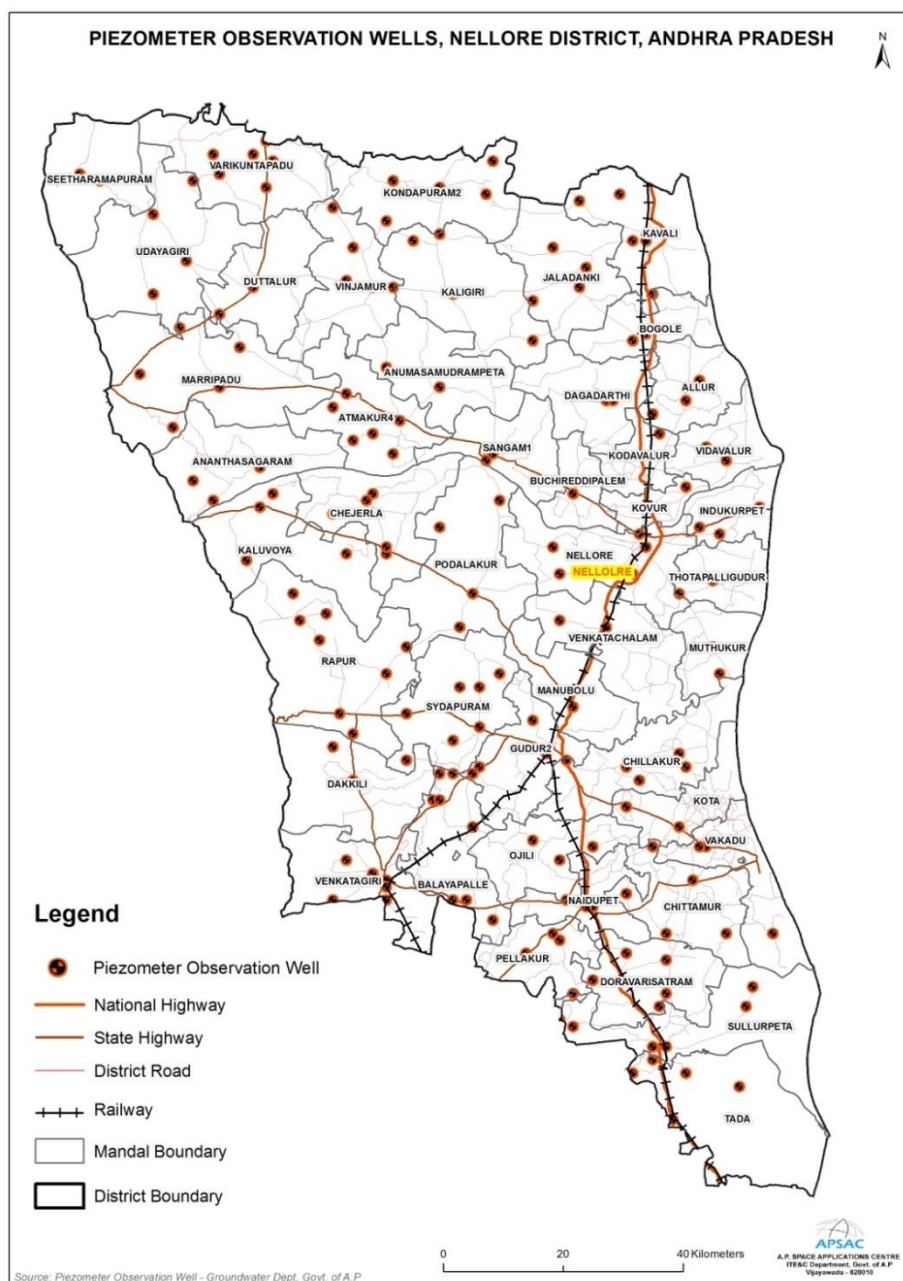 PIEZOMETER OBSERVATION WELLS, NELLORE DISTRICT, ANDHRA PRADESH
N
VARIKUNTAPADU
SEETHARAMAPURAM
KONDAPURAM2
KAVALI
UDAYAGIRI
DUTTALUR
VINJAMUR
KALIGIRI
JALADANKI
BOGOLE
ANUMASAMUDRAMPETA
MARRIPADU
DAGADARTHI
ALLUR
ATMAKUR4
SANGAM1
KODAVALUR
VIDAVALUR
ANANTHASAGARAM
BUCHIREDDIPALEM
CHEJERLA
KOVUR
INDUKURPET
KALUVOYA
NELLORE
PODALAKUR
NELLOLRE
THOTAPALLIGUDUR
VENKATACHALAM
MUTHUKUR
RAPUR
MANUBOLU
SYDAPURAM
GUDUR2
CHILLAKUR
DAKKILI
KOTA
VAKADU
OJILI
VENKATAGIRI
BALAYAPALLE
NAIDUPET
CHITTAMUR
PELLAKUR
DORAVARISATRAM
SULLURPETA
TADA
Legend
Piezometer Observation Well
National Highway
State Highway
District Road
Railway
Mandal Boundary
District Boundary
0 20 40 Kilometers
APSAC
A.P. SPACE APPLICATIONS CENTRE
ITE&C Department, Govt. of A.P
Vijayawada - 520010
Source: Piezometer Observation Well - Groundwater Dept, Govt. of A.P